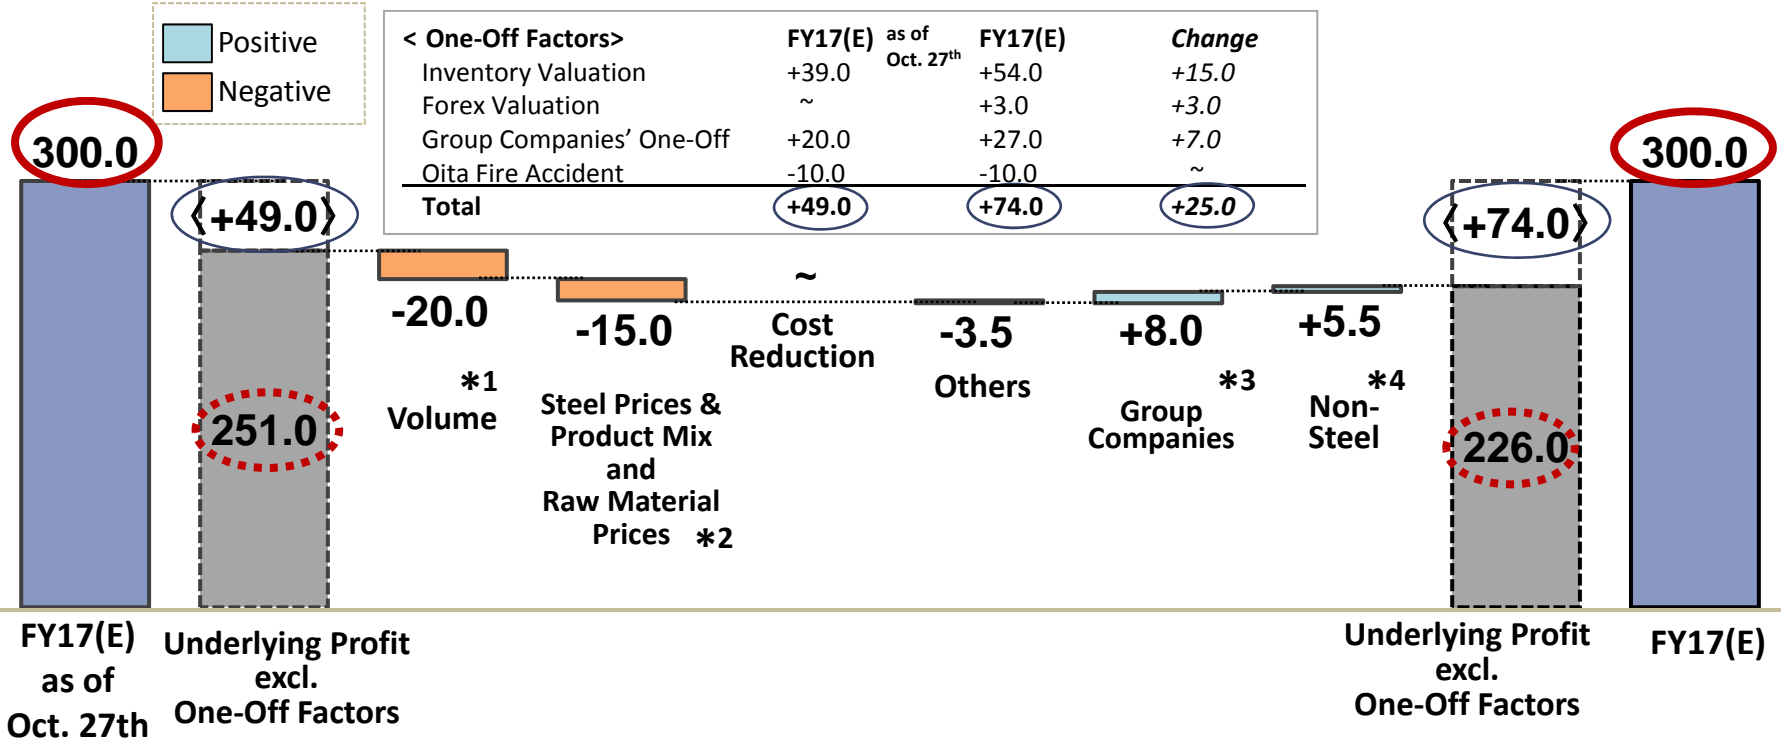 Positive
Negative
< One-Off Factors> FY17(E) as of Oct. 27th FY17(E) Change
Inventory Valuation +39.0 +54.0 +15.0
Forex Valuation ~ +3.0 +3.0
Group Companies’ One-Off +20.0 +27.0 +7.0
Oita Fire Accident -10.0 -10.0 ~
Total +49.0 +74.0 +25.0
300.0
300.0
〈+49.0〉
〈+74.0〉
251.0
-20.0
*1
Volume
-15.0
Steel Prices &
Product Mix
and
Raw Material
Prices *2
~
Cost
Reduction
-3.5
Others
+8.0
*3
Group
Companies
+5.5
*4
Non-
Steel
226.0
FY17(E)
as of
Oct. 27th
Underlying Profit
excl.
One-Off Factors
Underlying Profit
excl.
One-Off Factors
FY17(E)